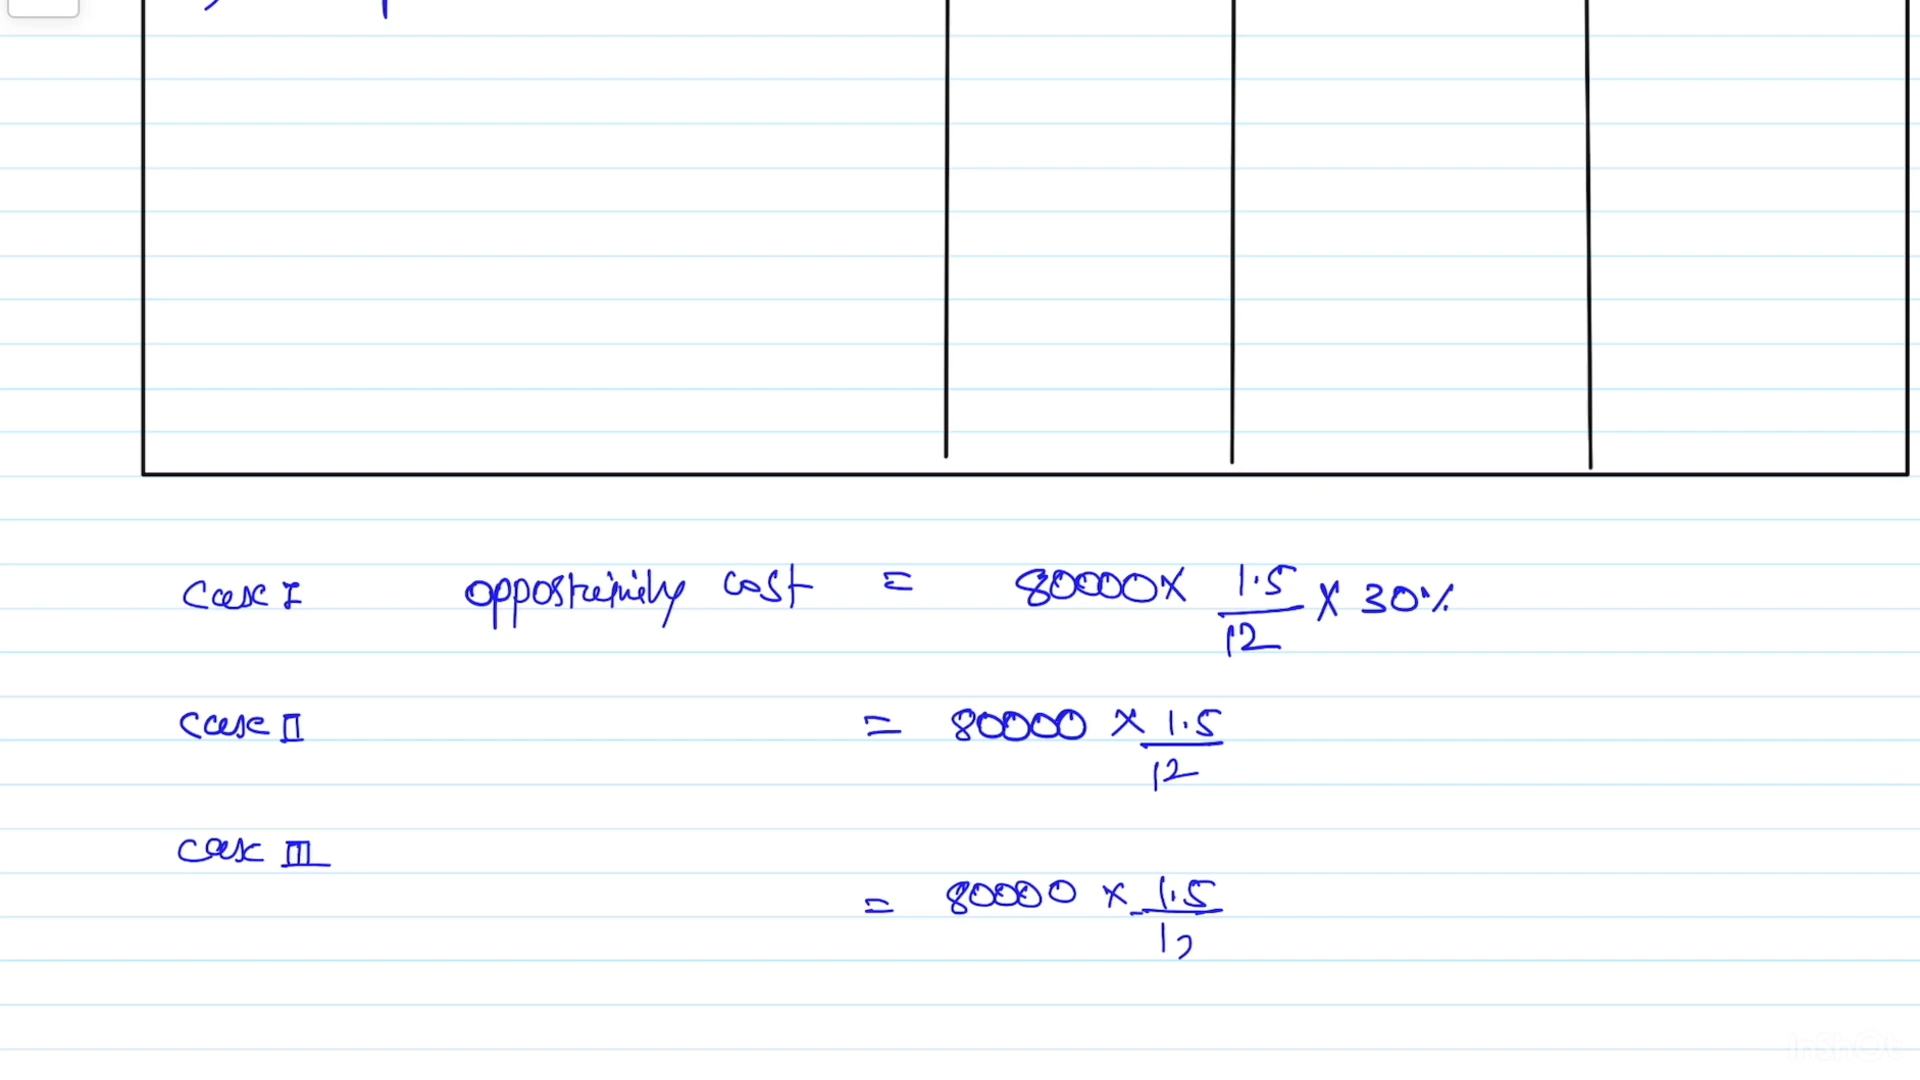 Case I opportunity cost = 80000 x 1.5/12 x 30%
Case II = 80000 x 1.5/12
Case III
= 80000 x 1.5/12
InShOt